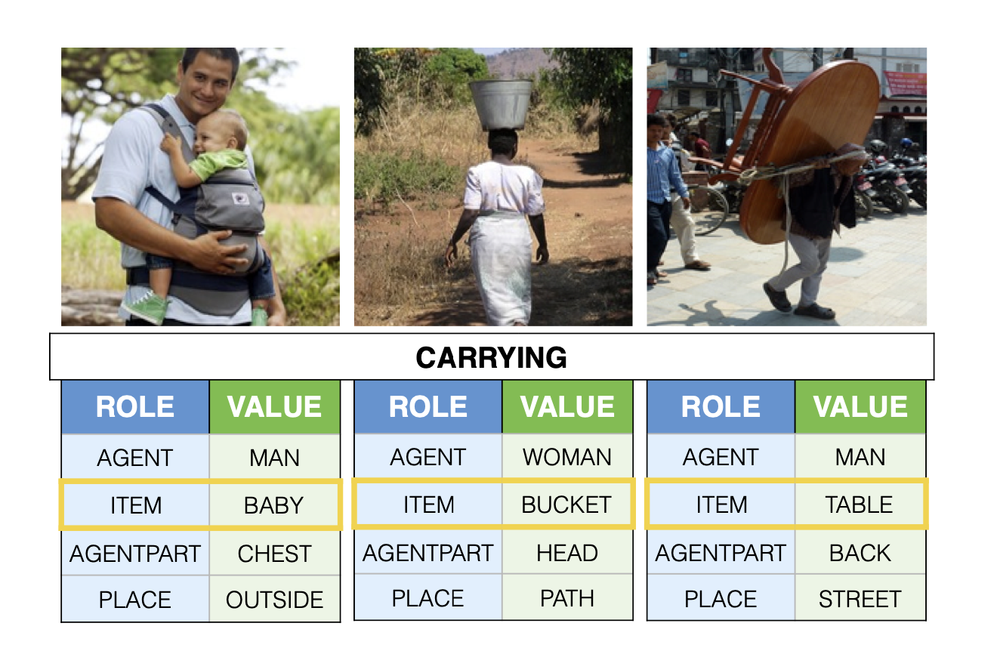 CARRYING
ROLE VALUE ROLE VALUE ROLE VALUE
AGENT MAN AGENT WOMAN AGENT MAN
ITEM BABY ITEM BUCKET ITEM TABLE
AGENTPART CHEST AGENTPART HEAD AGENTPART BACK
PLACE OUTSIDE PLACE PATH PLACE STREET